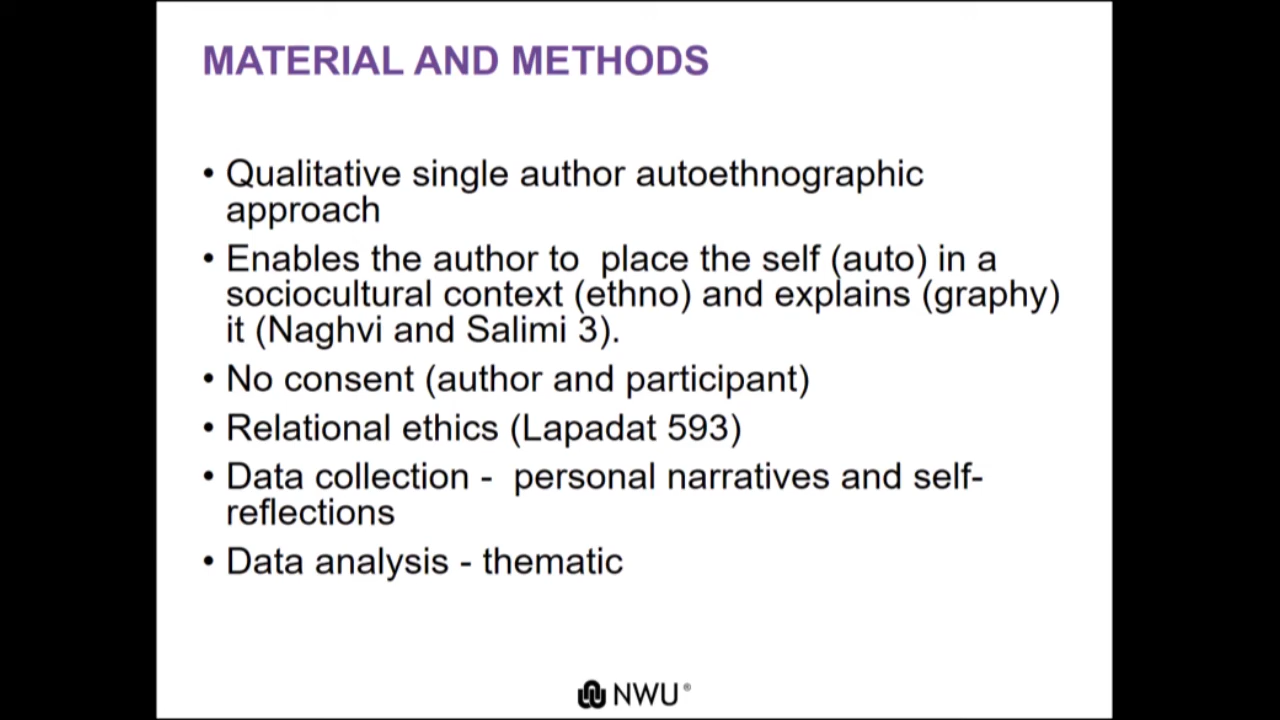 MATERIAL AND METHODS
• Qualitative single author autoethnographic
approach
• Enables the author to  place the self (auto) in a
sociocultural context (ethno) and explains (graphy)
it (Naghvi and Salimi 3).
• No consent (author and participant)
• Relational ethics (Lapadat 593)
• Data collection -  personal narratives and self-
reflections
• Data analysis - thematic
NWU®